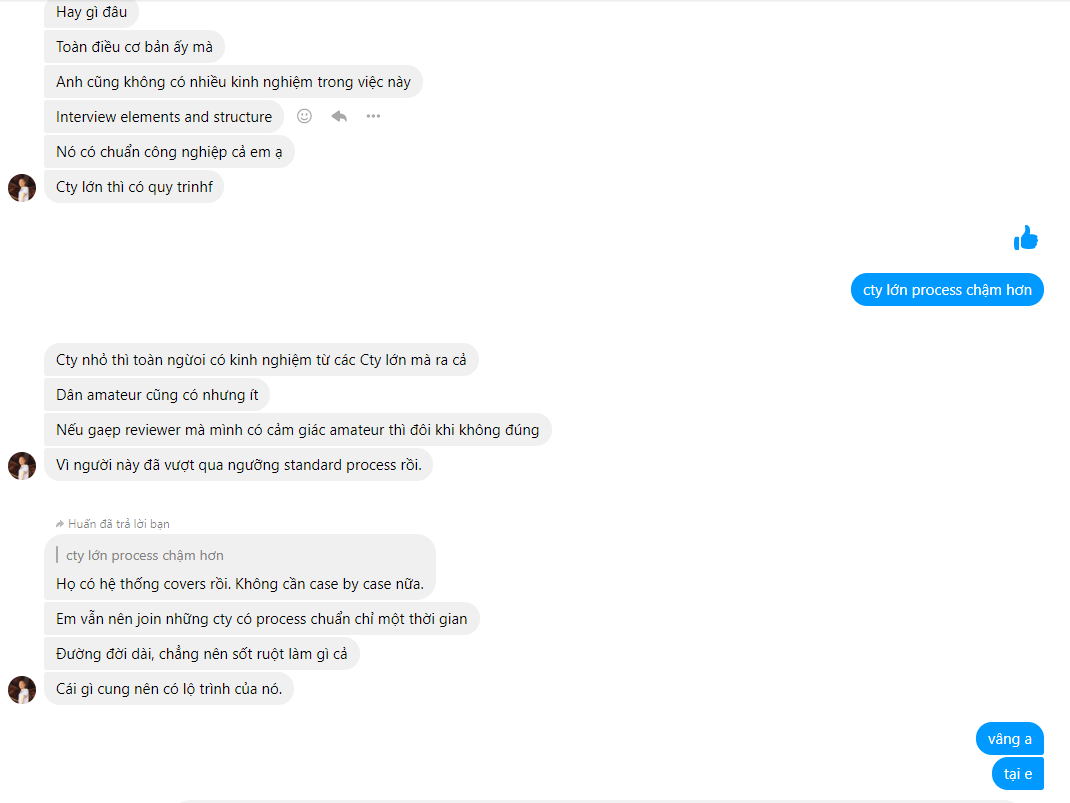 Hay gì đâu
Toàn điều cơ bản ấy mà
Anh cũng không có nhiều kinh nghiệm trong việc này
Interview elements and structure
Nó có chuẩn công nghiệp cả em ạ
Cty lớn thì có quy trinhf
cty lớn process chậm hơn
Cty nhỏ thì toàn ngừoi có kinh nghiệm từ các Cty lớn mà ra cả
Dân amateur cũng có nhưng ít
Nếu gaẹp reviewer mà mình có cảm giác amateur thì đôi khi không đúng
Vì người này đã vượt qua ngưỡng standard process rồi.
Huấn đã trả lời bạn
cty lớn process chậm hơn
Họ có hệ thống covers rồi. Không cần case by case nữa.
Em vẫn nên join những cty có process chuẩn chỉ một thời gian
Đường đời dài, chẳng nên sốt ruột làm gì cả
Cái gì cung nên có lộ trình của nó.
vâng a
tại e